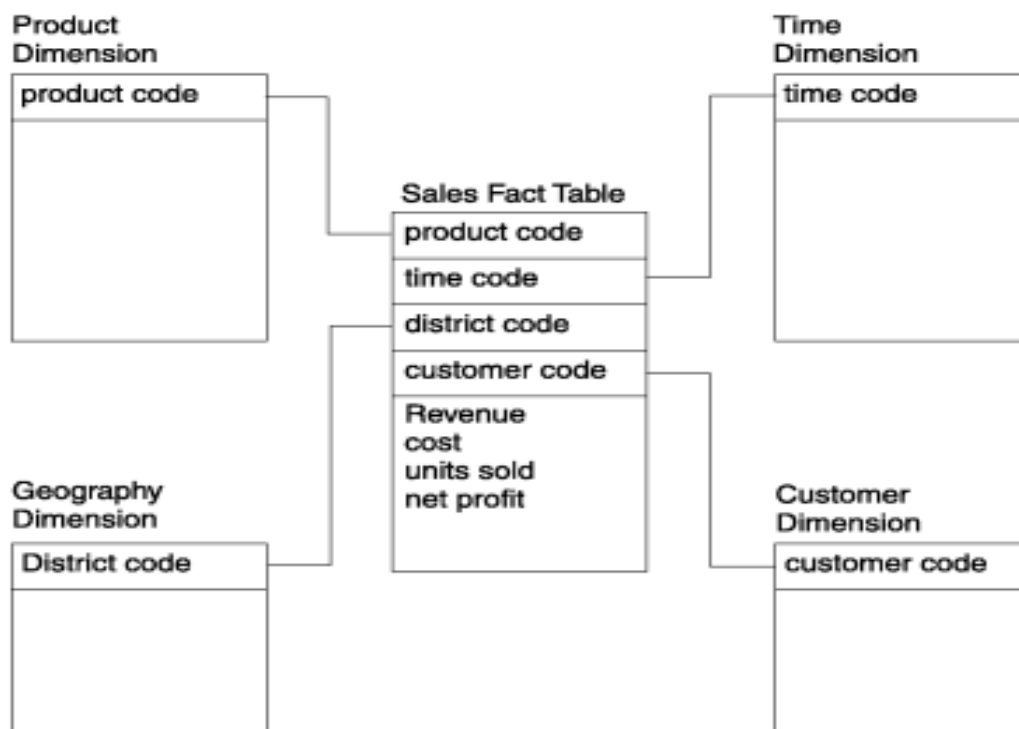 Product
Dimension
product code
Time
Dimension
time code
Sales Fact Table
product code
time code
district code
customer code
Revenue
cost
units sold
net profit
Geography
Dimension
District code
Customer
Dimension
customer code